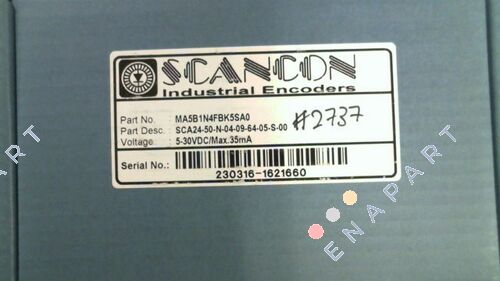 SCANCON
Industrial Encoders
Part No. : MA5B1N4FBK5SA0
Part Desc. : SCA24-50-N-04-09-64-05-S-00
Voltage : 5-30VDC/Max.35mA
#2737
Serial No.:
230316-1621660
ENAPART
ENAPART